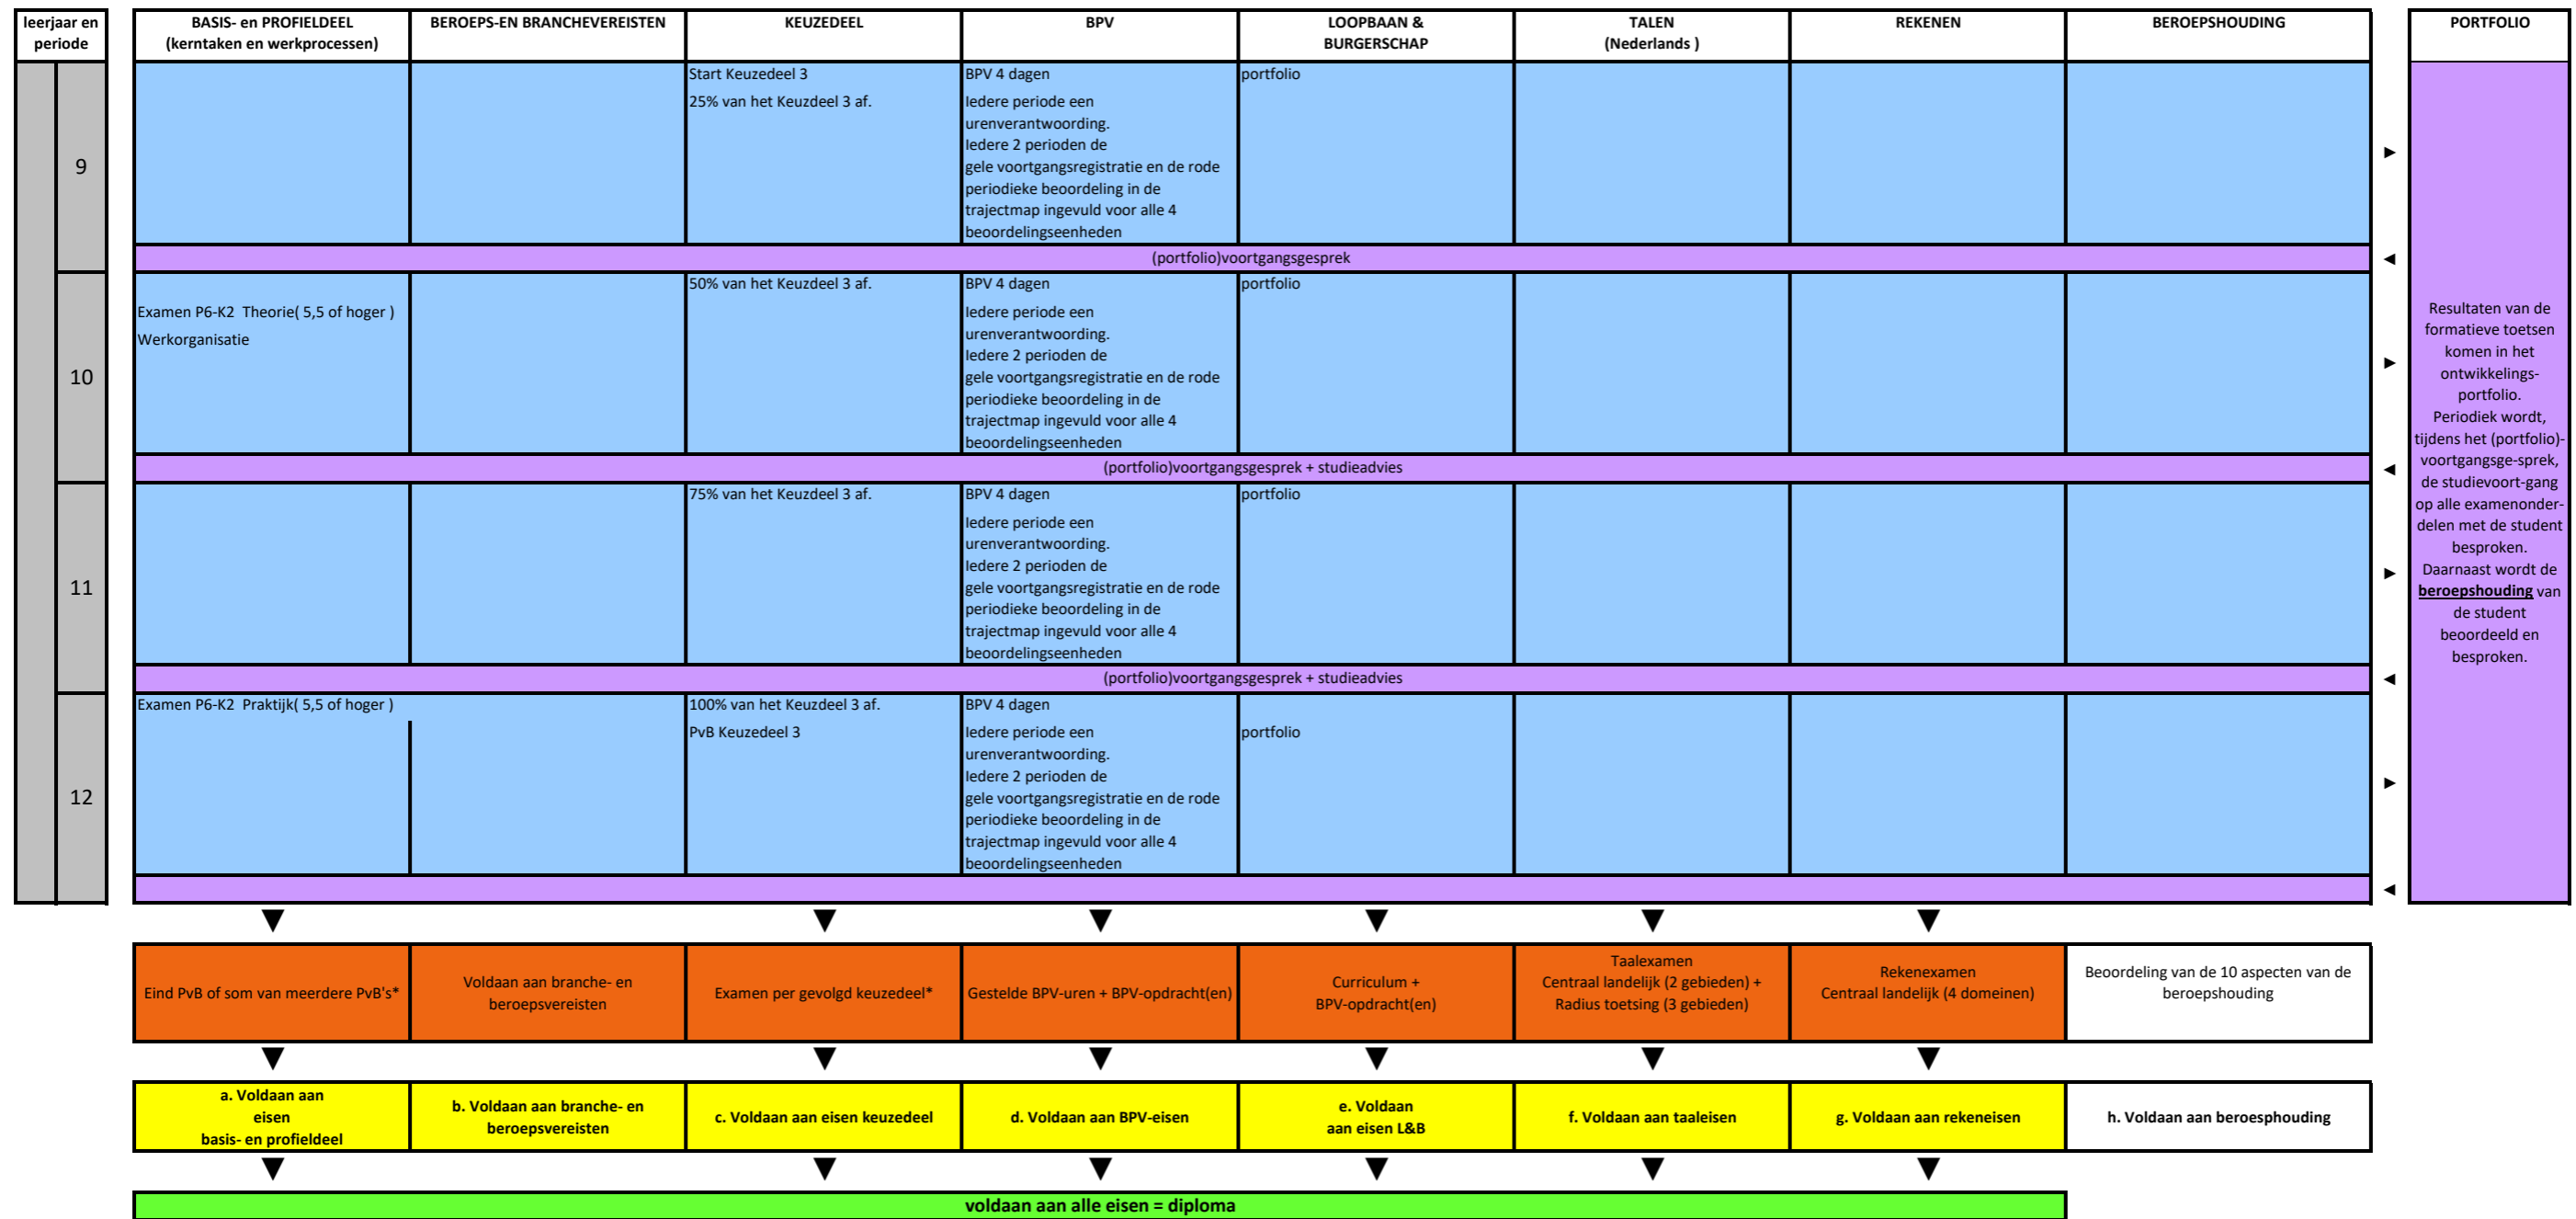 leerjaar en
periode
BASIS- en PROFIELDEEL
(kerntaken en werkprocessen)
BEROEPS-EN BRANCHEVEREISTEN
KEUZEDEEL
BPV
LOOPBAAN &
BURGERSCHAP
TALEN
(Nederlands )
REKENEN
BEROEPSHOUDING
PORTFOLIO
9
Start Keuzedeel 3
25% van het Keuzdeel 3 af.
BPV 4 dagen
Iedere periode een
urenverantwoording.
Iedere 2 perioden de
gele voortgangsregistratie en de rode
periodieke beoordeling in de
trajectmap ingevuld voor alle 4
beoordelingseenheden
portfolio
►
(portfolio)voortgangsgesprek
◄
10
Examen P6-K2 Theorie( 5,5 of hoger )
Werkorganisatie
50% van het Keuzdeel 3 af.
BPV 4 dagen
Iedere periode een
urenverantwoording.
Iedere 2 perioden de
gele voortgangsregistratie en de rode
periodieke beoordeling in de
trajectmap ingevuld voor alle 4
beoordelingseenheden
portfolio
►
(portfolio)voortgangsgesprek + studieadvies
◄
11
75% van het Keuzdeel 3 af.
BPV 4 dagen
Iedere periode een
urenverantwoording.
Iedere 2 perioden de
gele voortgangsregistratie en de rode
periodieke beoordeling in de
trajectmap ingevuld voor alle 4
beoordelingseenheden
portfolio
►
(portfolio)voortgangsgesprek + studieadvies
◄
12
Examen P6-K2 Praktijk( 5,5 of hoger )
100% van het Keuzdeel 3 af.
PvB Keuzedeel 3
BPV 4 dagen
Iedere periode een
urenverantwoording.
Iedere 2 perioden de
gele voortgangsregistratie en de rode
periodieke beoordeling in de
trajectmap ingevuld voor alle 4
beoordelingseenheden
portfolio
►
◄
Resultaten van de
formatieve toetsen
komen in het
ontwikkelings-
portfolio.
Periodiek wordt,
tijdens het (portfolio)-
voortgangsge-sprek,
de studievoort-gang
op alle examenonder-
delen met de student
besproken.
Daarnaast wordt de
beroepshouding van
de student
beoordeeld en
besproken.
▼ ▼ ▼ ▼ ▼ ▼
Eind PvB of som van meerdere PvB's*
Voldaan aan branche- en
beroepsvereisten
Examen per gevolgd keuzedeel*
Gestelde BPV-uren + BPV-opdracht(en)
Curriculum +
BPV-opdracht(en)
Taalexamen
Centraal landelijk (2 gebieden) +
Radius toetsing (3 gebieden)
Rekenexamen
Centraal landelijk (4 domeinen)
Beoordeling van de 10 aspecten van de
beroepshouding
▼ ▼ ▼ ▼ ▼ ▼
a. Voldaan aan
eisen
basis- en profieldeel
b. Voldaan aan branche- en
beroepsvereisten
c. Voldaan aan eisen keuzedeel
d. Voldaan aan BPV-eisen
e. Voldaan
aan eisen L&B
f. Voldaan aan taaleisen
g. Voldaan aan rekeneisen
h. Voldaan aan beroesphouding
▼ ▼ ▼ ▼ ▼ ▼
voldaan aan alle eisen = diploma